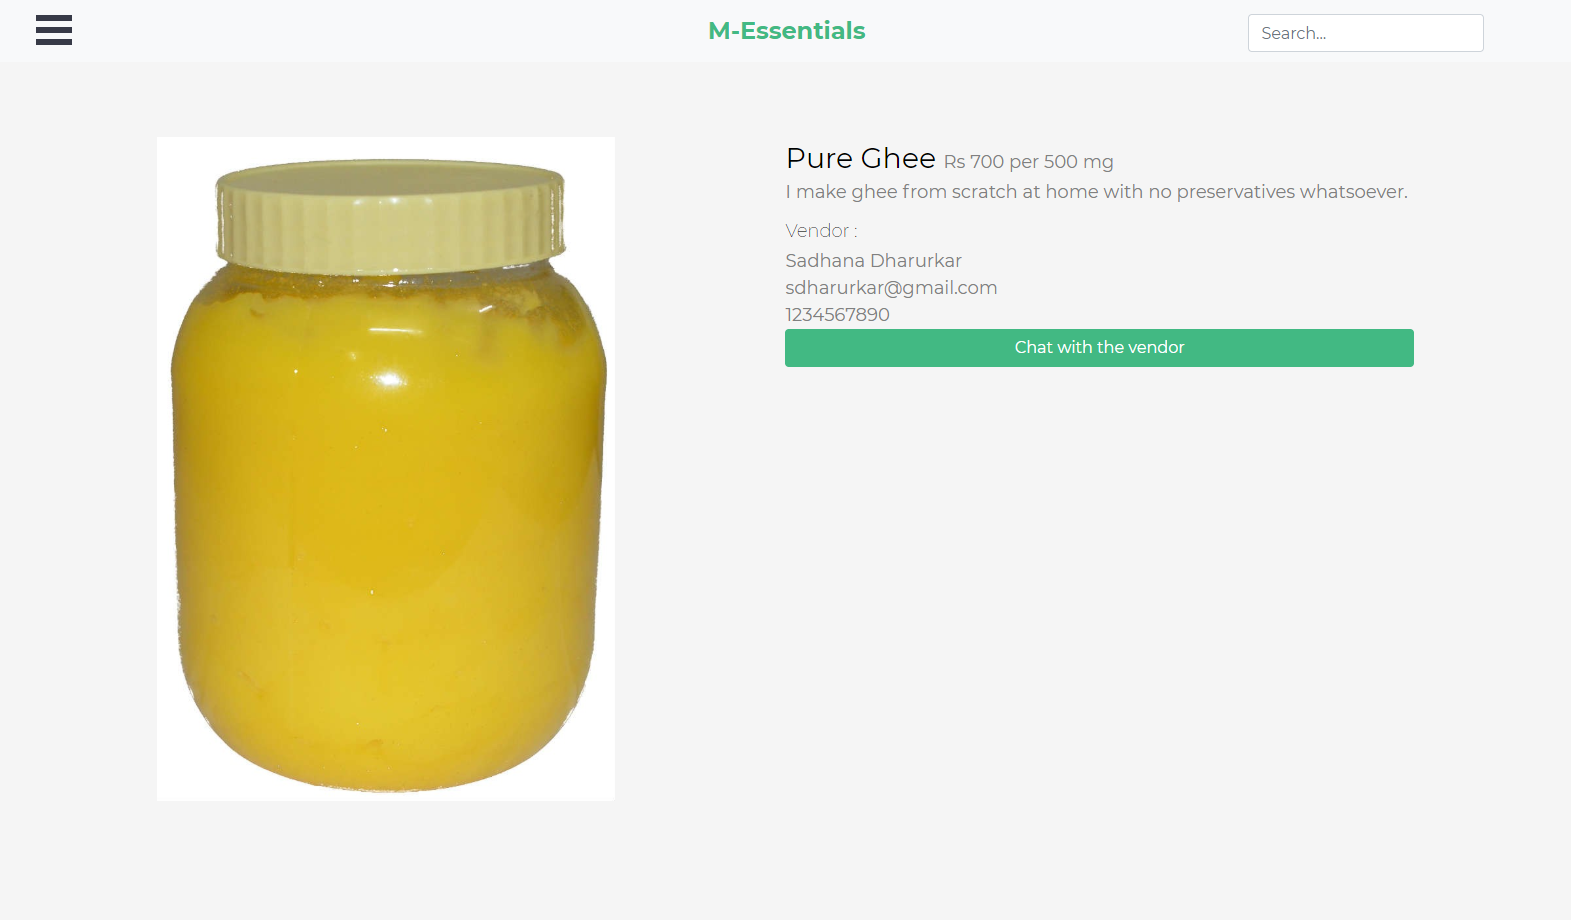 M-Essentials
Search...
Pure Ghee Rs 700 per 500 mg
I make ghee from scratch at home with no preservatives whatsoever.
Vendor :
Sadhana Dharurkar
sdharurkar@gmail.com
1234567890
Chat with the vendor